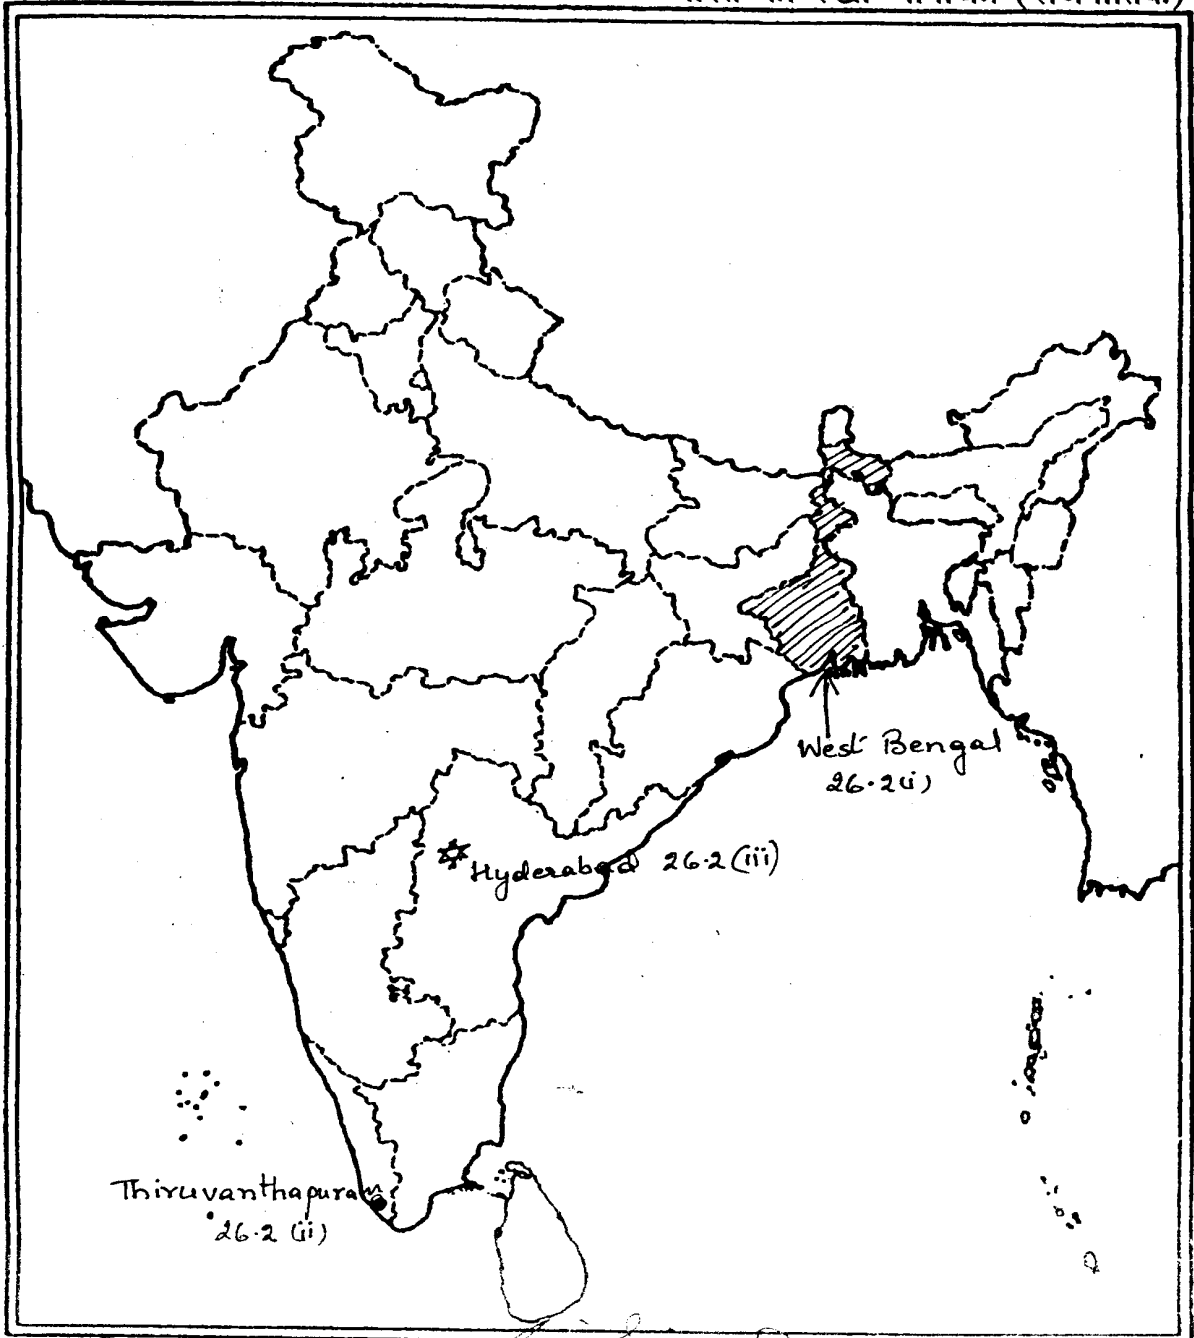 West Bengal
26.2(i)
Hyderabad 26.2 (iii)
Thiruvanthapuram
26.2 (ii)